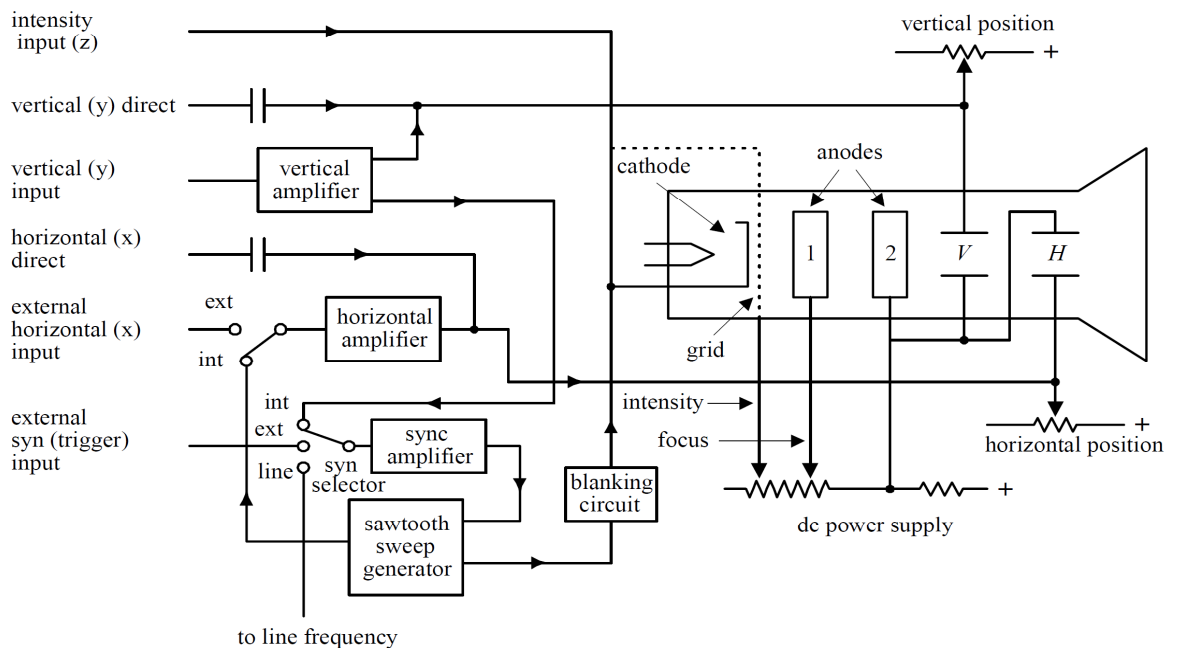 intensity
input (z)
vertical (y) direct
vertical (y)
input
vertical
amplifier
horizontal (x)
direct
external
horizontal (x)
input
ext
int
horizontal
amplifier
external
syn (trigger)
input
int
ext
line
syn
selector
sync
amplifier
sawtooth
sweep
generator
blanking
circuit
to line frequency
vertical position
+
cathode
anodes
1
2
V
H
grid
intensity
focus
+
horizontal position
+
dc power supply